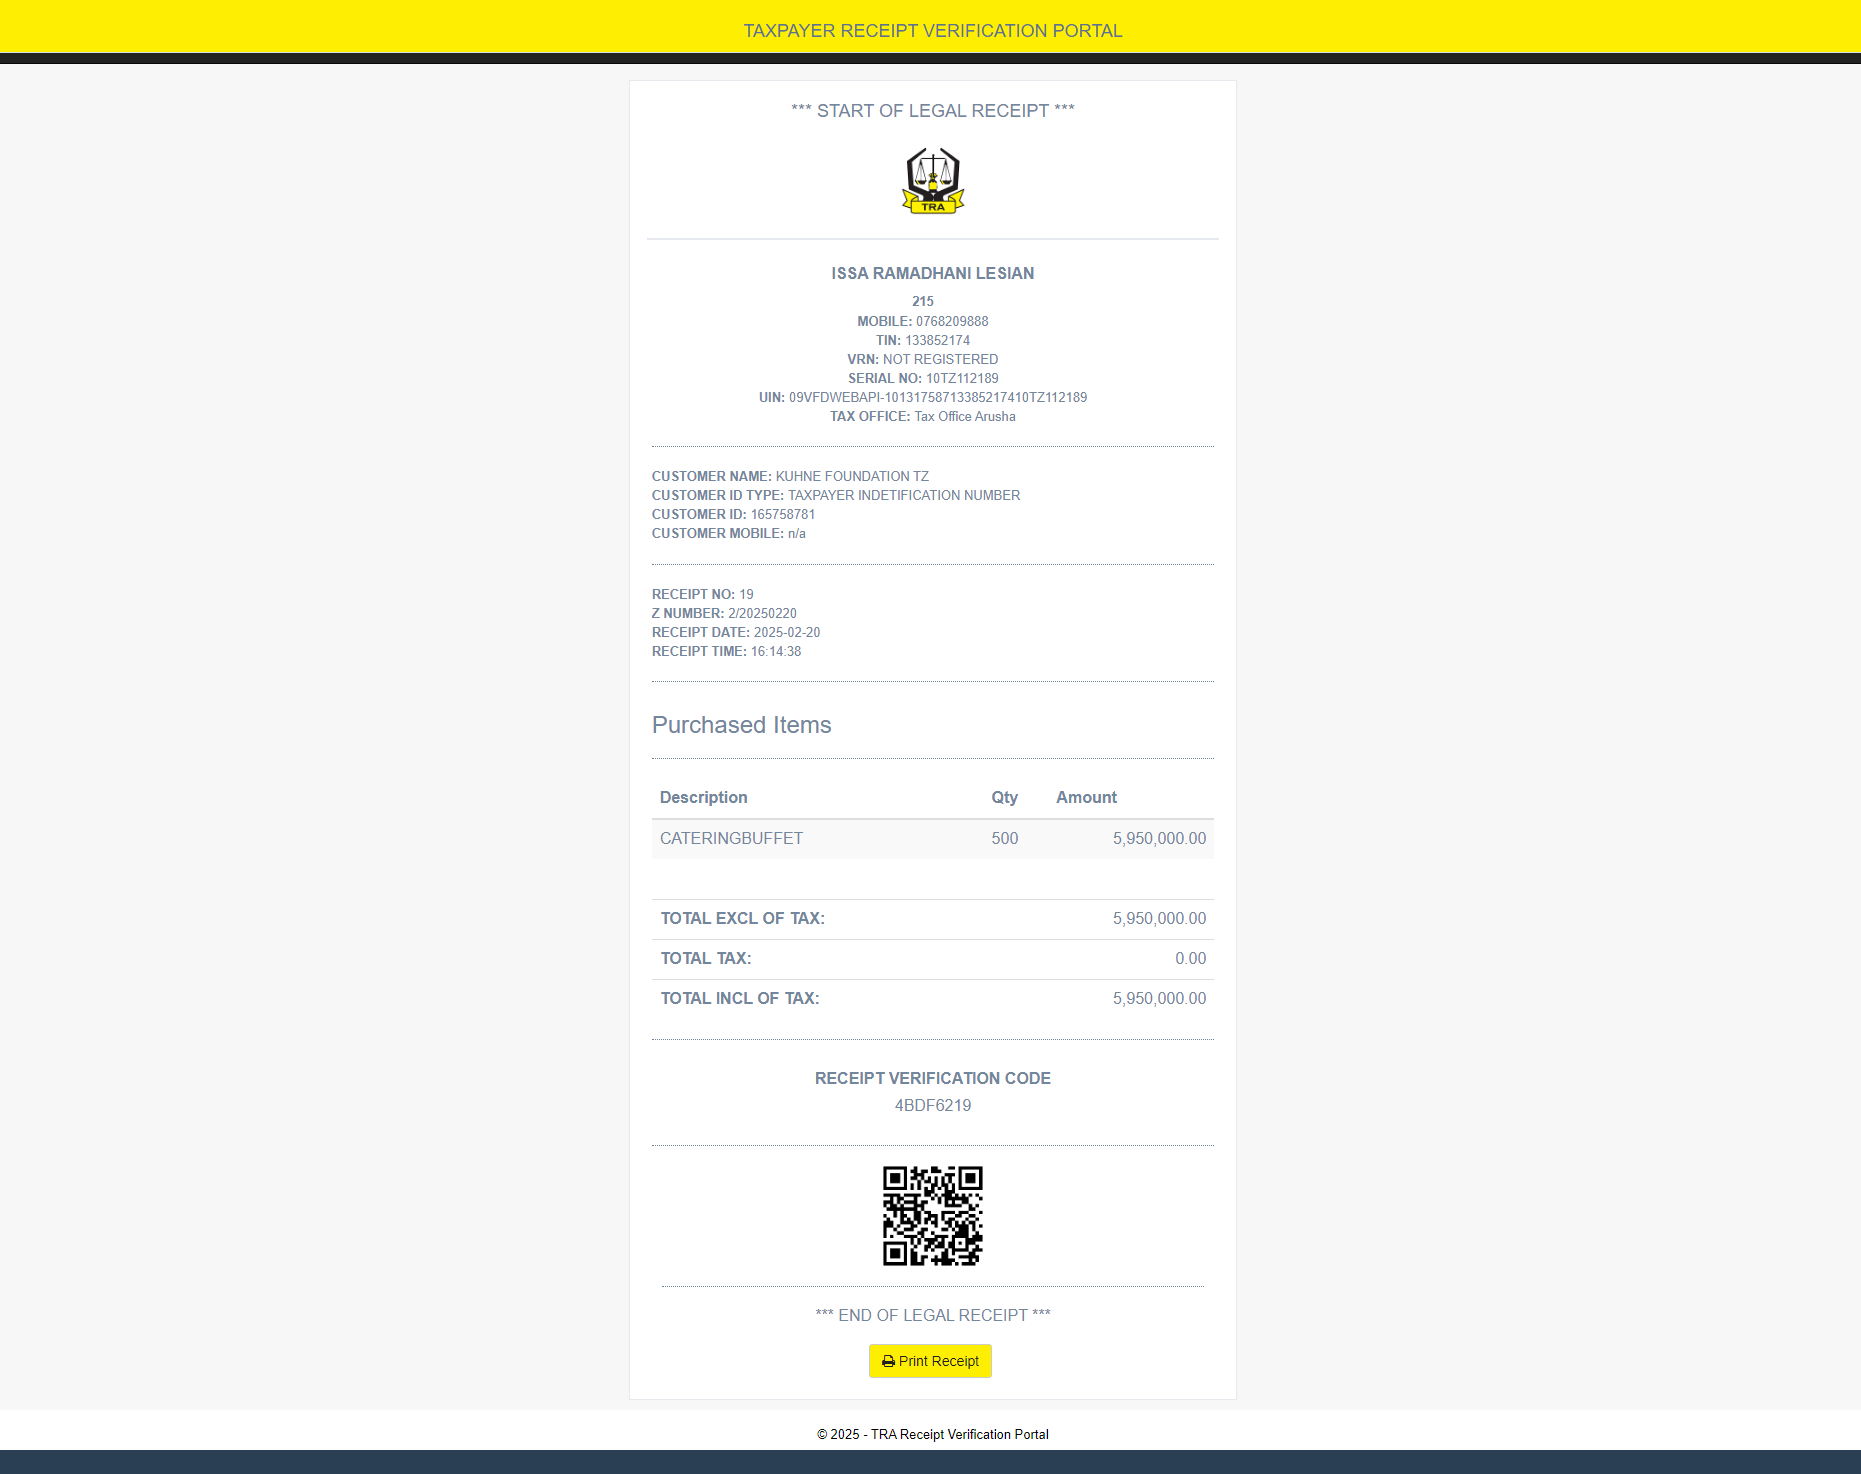 TAXPAYER RECEIPT VERIFICATION PORTAL
*** START OF LEGAL RECEIPT ***
TRA
ISSA RAMADHANI LESIAN
215
MOBILE: 0768209888
TIN: 133852174
VRN: NOT REGISTERED
SERIAL NO: 10TZ112189
UIN: 09VFDWEBAPI-10131758713385217410TZ112189
TAX OFFICE: Tax Office Arusha
CUSTOMER NAME: KUHNE FOUNDATION TZ
CUSTOMER ID TYPE: TAXPAYER INDETIFICATION NUMBER
CUSTOMER ID: 165758781
CUSTOMER MOBILE: n/a
RECEIPT NO: 19
Z NUMBER: 2/20250220
RECEIPT DATE: 2025-02-20
RECEIPT TIME: 16:14:38
Purchased Items
Description Qty Amount
CATERINGBUFFET 500 5,950,000.00
TOTAL EXCL OF TAX: 5,950,000.00
TOTAL TAX: 0.00
TOTAL INCL OF TAX: 5,950,000.00
RECEIPT VERIFICATION CODE
4BDF6219
*** END OF LEGAL RECEIPT ***
Print Receipt
© 2025 - TRA Receipt Verification Portal